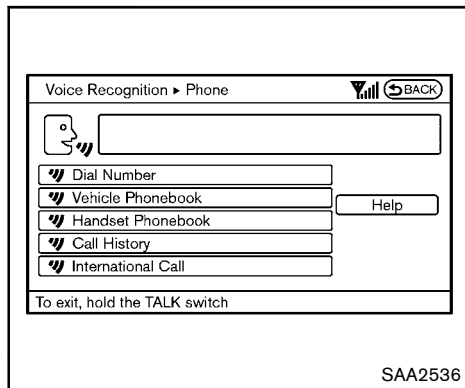 Voice Recognition ▸ Phone BACK
Dial Number
Vehicle Phonebook
Help
Handset Phonebook
Call History
International Call
To exit, hold the TALK switch
SAA2536